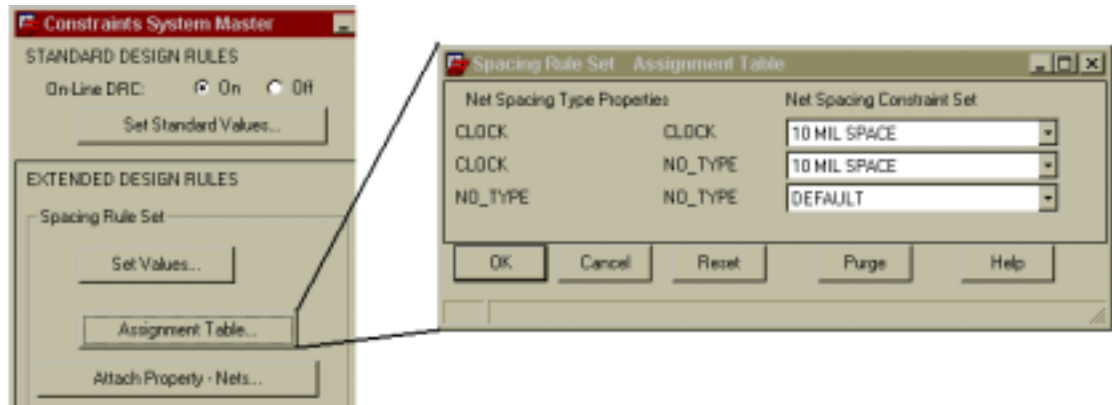 Constraints System Master
STANDARD DESIGN RULES
On-Line DRC: On Off
Set Standard Values...
EXTENDED DESIGN RULES
Spacing Rule Set
Set Values...
Assignment Table...
Attach Property - Nets...
Spacing Rule Set Assignment Table
Net Spacing Type Properties Net Spacing Constraint Set
CLOCK CLOCK 10 MIL SPACE
CLOCK NO_TYPE 10 MIL SPACE
NO_TYPE NO_TYPE DEFAULT
OK Cancel Reset Purge Help